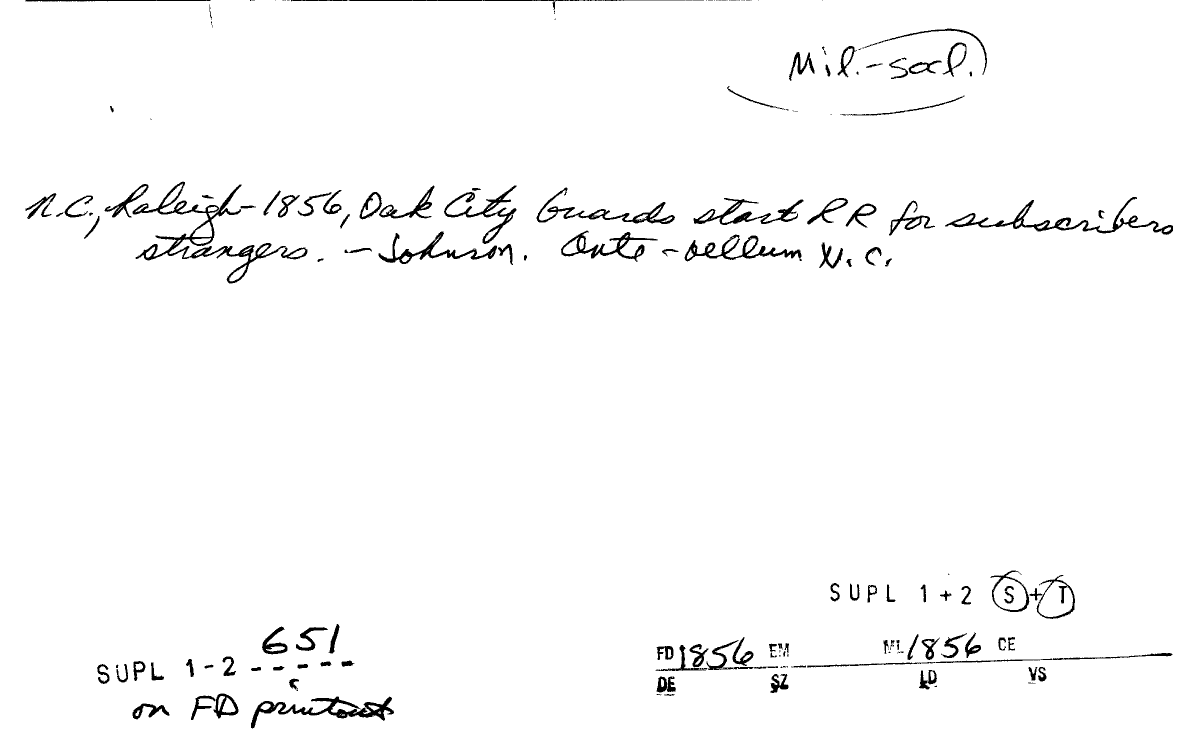 Mil.-socl.
N.C., Raleigh-1856, Oak City Guards start RR for subscribers
strangers. - Johnson. Ante-bellum N.C.
SUPL 1+2 S+T
651
SUPL 1-2 -----
on FD printout
FD 1856 EM ML 1856 CE
DE SZ LD VS